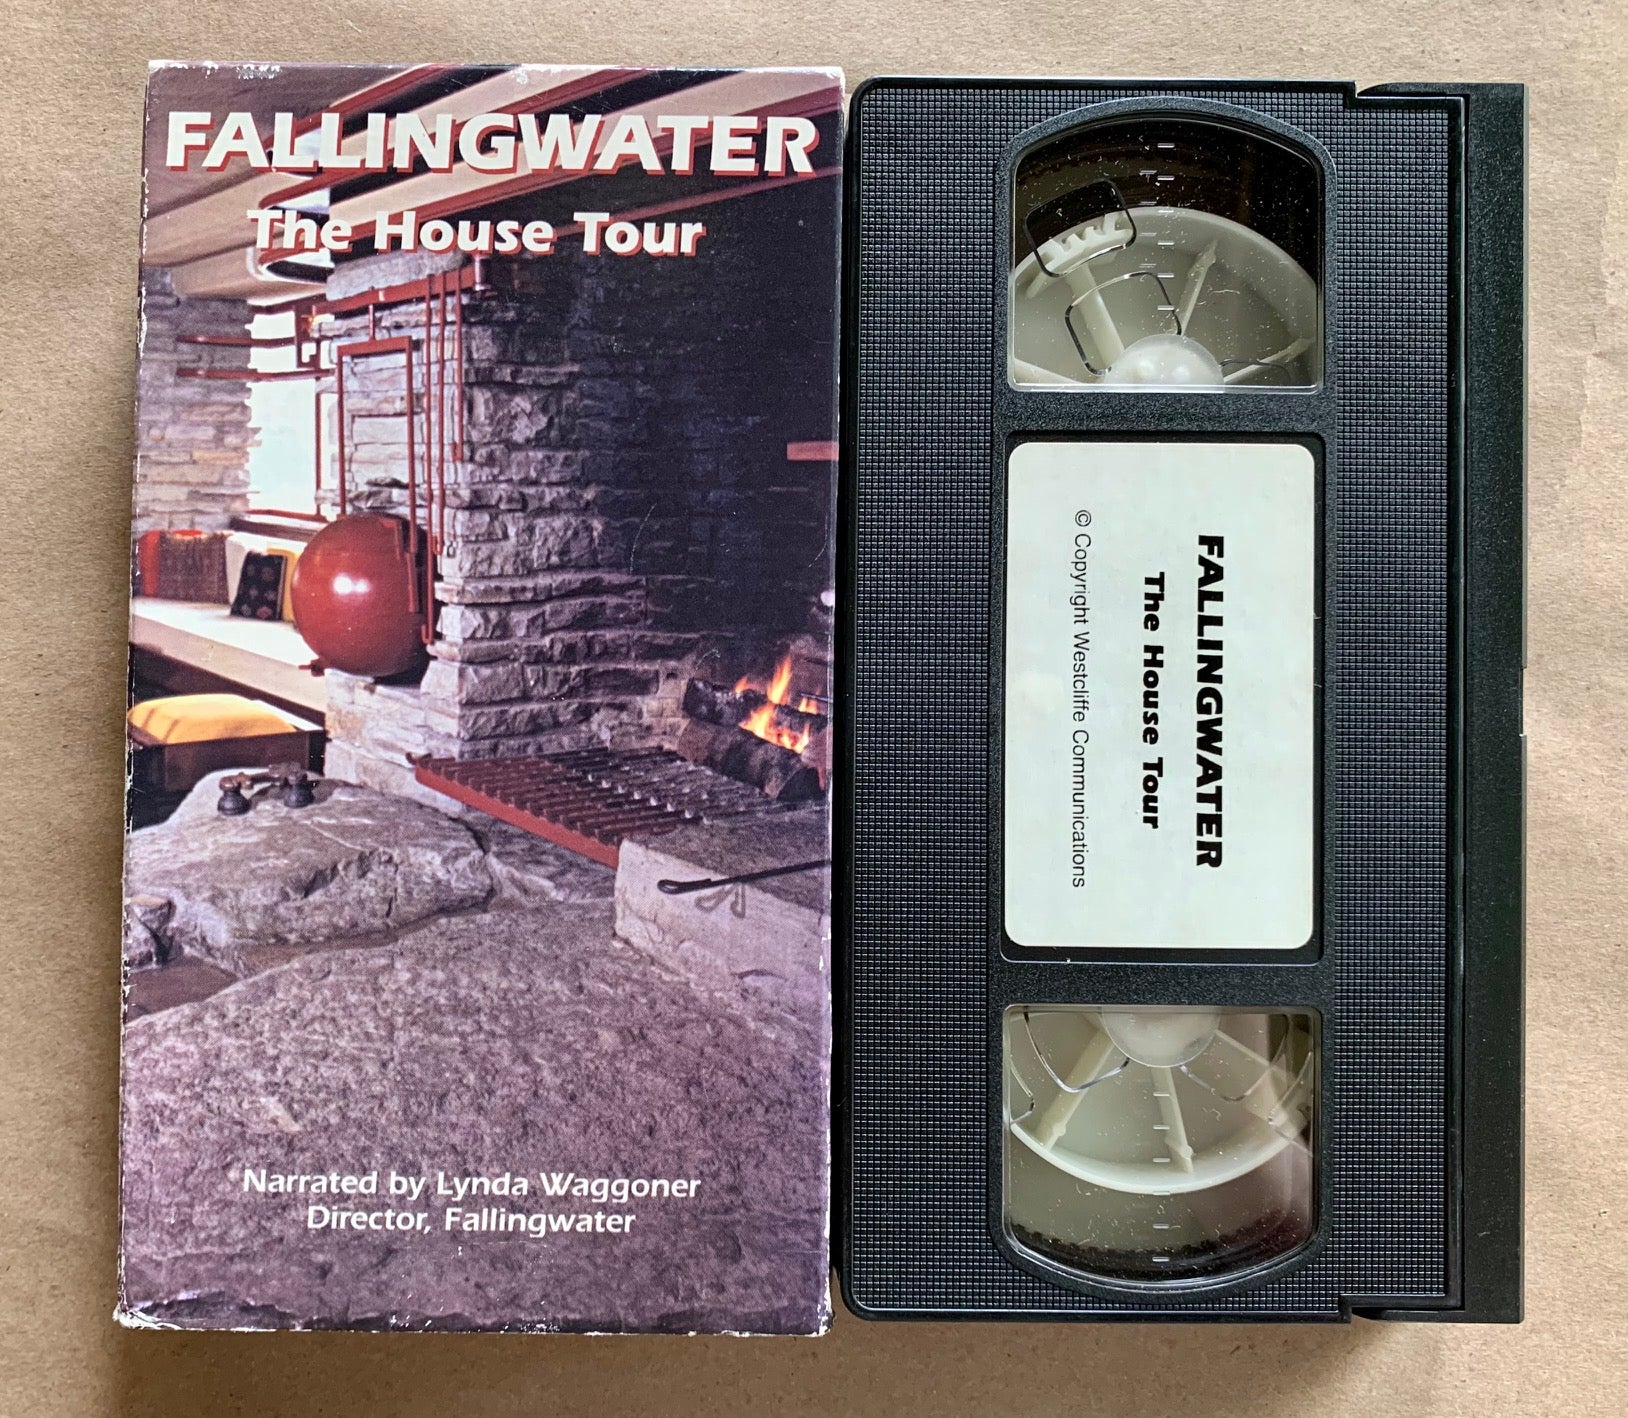 FALLINGWATER
The House Tour
Narrated by Lynda Waggoner
Director, Fallingwater
FALLINGWATER
The House Tour
© Copyright Westcliffe Communications